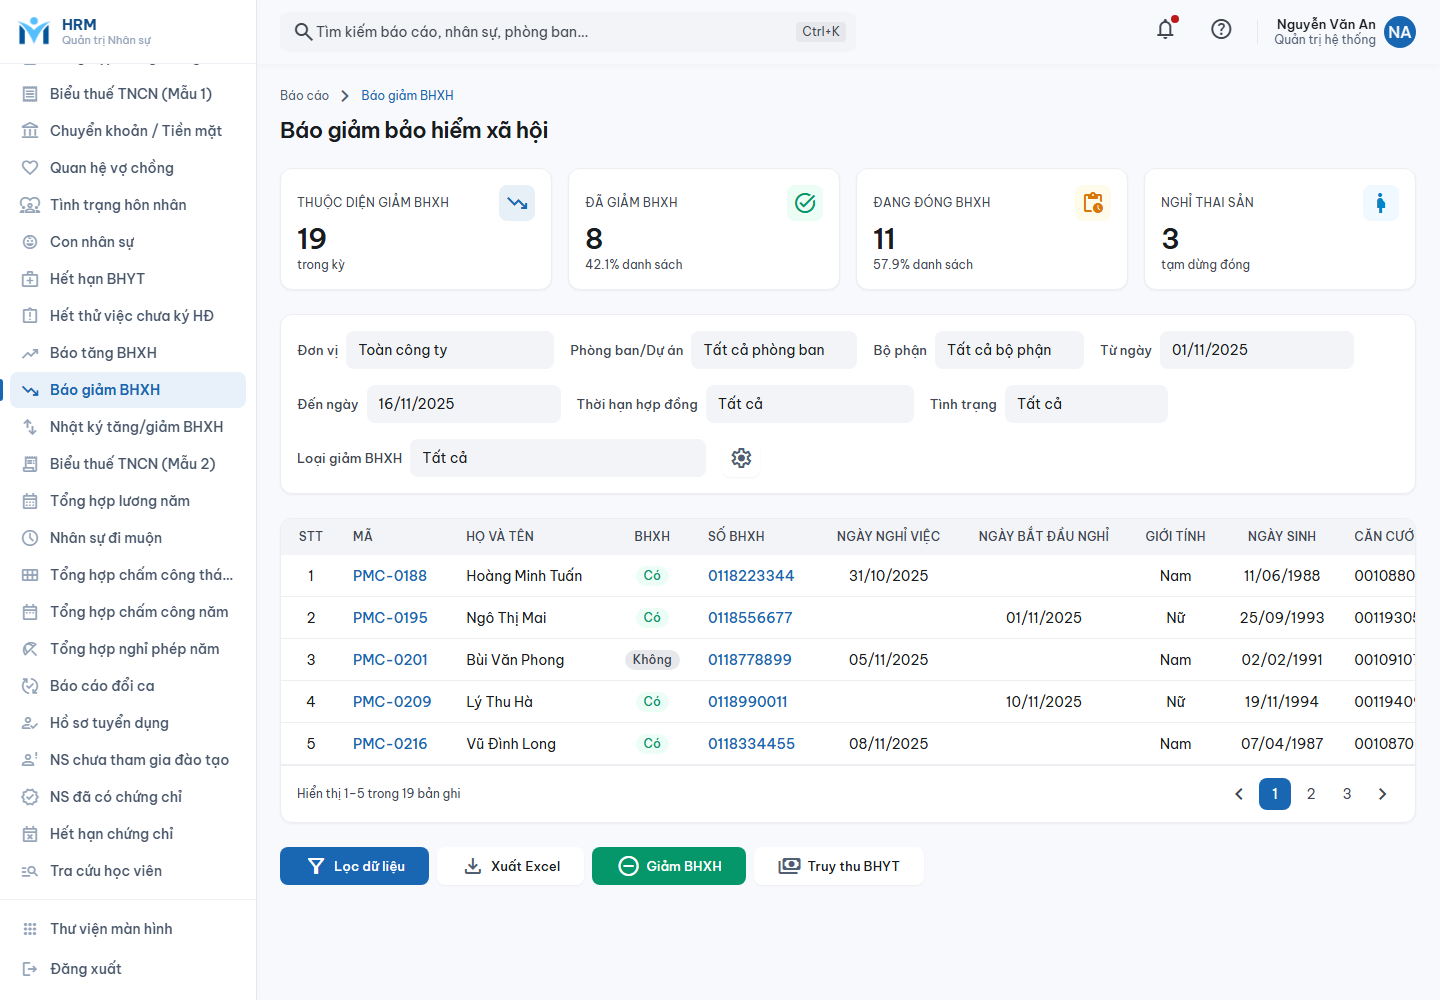 HRM
Quản trị Nhân sự
Biểu thuế TNCN (Mẫu 1)
Chuyển khoản / Tiền mặt
Quan hệ vợ chồng
Tình trạng hôn nhân
Con nhân sự
Hết hạn BHYT
Hết thử việc chưa ký HĐ
Báo tăng BHXH
Báo giảm BHXH
Nhật ký tăng/giảm BHXH
Biểu thuế TNCN (Mẫu 2)
Tổng hợp lương năm
Nhân sự đi muộn
Tổng hợp chấm công thá...
Tổng hợp chấm công năm
Tổng hợp nghỉ phép năm
Báo cáo đổi ca
Hồ sơ tuyển dụng
NS chưa tham gia đào tạo
NS đã có chứng chỉ
Hết hạn chứng chỉ
Tra cứu học viên
Thư viện màn hình
Đăng xuất
Tìm kiếm báo cáo, nhân sự, phòng ban... Ctrl+K
Nguyễn Văn An
Quản trị hệ thống
NA
Báo cáo Báo giảm BHXH
Báo giảm bảo hiểm xã hội
THUỘC DIỆN GIẢM BHXH
19
trong kỳ
ĐÃ GIẢM BHXH
8
42.1% danh sách
ĐANG ĐÓNG BHXH
11
57.9% danh sách
NGHỈ THAI SẢN
3
tạm dừng đóng
Đơn vị Toàn công ty Phòng ban/Dự án Tất cả phòng ban Bộ phận Tất cả bộ phận Từ ngày 01/11/2025
Đến ngày 16/11/2025 Thời hạn hợp đồng Tất cả Tình trạng Tất cả
Loại giảm BHXH Tất cả
STT MÃ HỌ VÀ TÊN BHXH SỐ BHXH NGÀY NGHỈ VIỆC NGÀY BẮT ĐẦU NGHỈ GIỚI TÍNH NGÀY SINH CĂN CƯỚ
1 PMC-0188 Hoàng Minh Tuấn Có 0118223344 31/10/2025 Nam 11/06/1988 0010880
2 PMC-0195 Ngô Thị Mai Có 0118556677 01/11/2025 Nữ 25/09/1993 0011930
3 PMC-0201 Bùi Văn Phong Không 0118778899 05/11/2025 Nam 02/02/1991 0010910
4 PMC-0209 Lý Thu Hà Có 0118990011 10/11/2025 Nữ 19/11/1994 0011940
5 PMC-0216 Vũ Đình Long Có 0118334455 08/11/2025 Nam 07/04/1987 0010870
Hiển thị 1–5 trong 19 bản ghi
1 2 3
Lọc dữ liệu Xuất Excel Giảm BHXH Truy thu BHYT